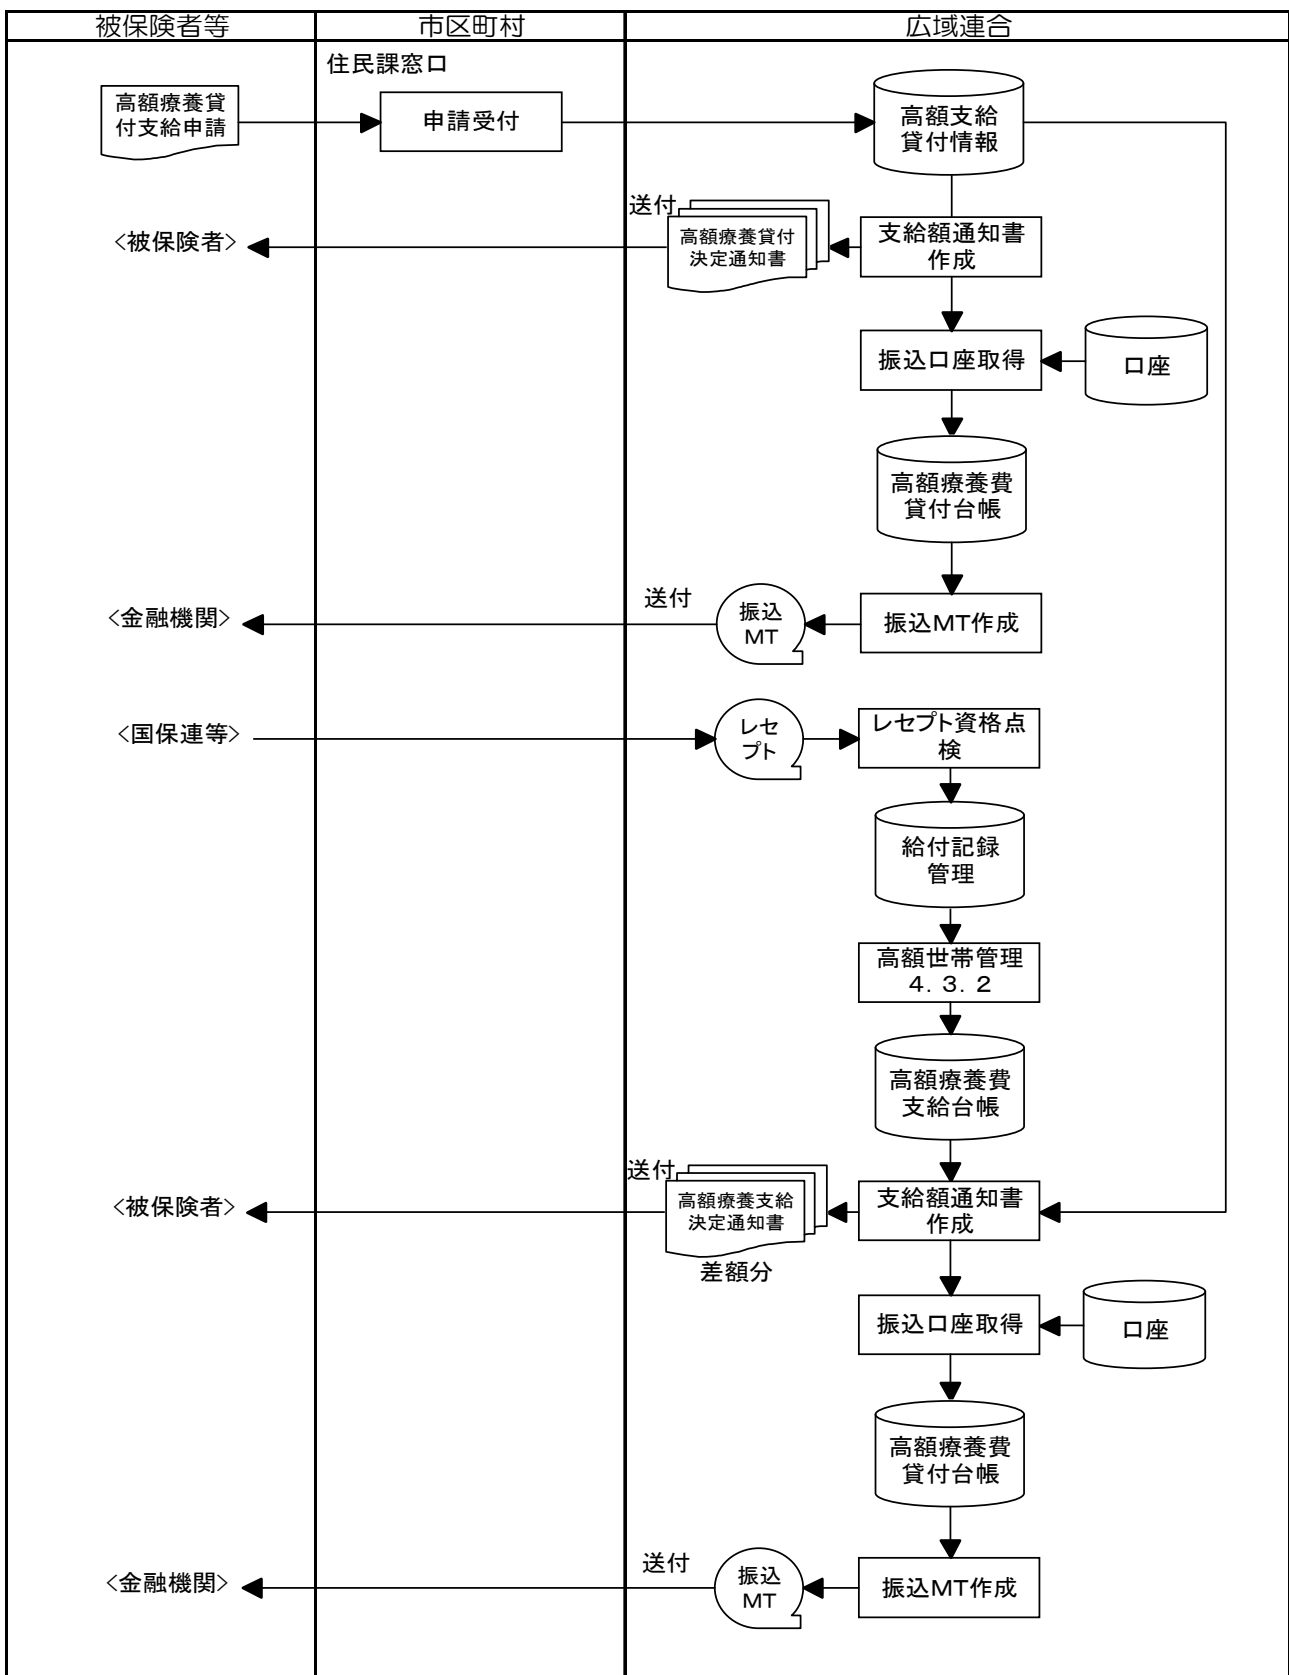 被保険者等
市区町村
広域連合
住民課窓口
高額療養貸
付支給申請
申請受付
高額支給
貸付情報
送付
<被保険者>
高額療養貸付
決定通知書
支給額通知書
作成
振込口座取得
口座
高額療養費
貸付台帳
<金融機関>
送付
振込
MT
振込MT作成
<国保連等>
レセ
プト
レセプト資格点
検
給付記録
管理
高額世帯管理
4.3.2
高額療養費
支給台帳
送付
<被保険者>
高額療養支給
決定通知書
差額分
支給額通知書
作成
振込口座取得
口座
高額療養費
貸付台帳
<金融機関>
送付
振込
MT
振込MT作成